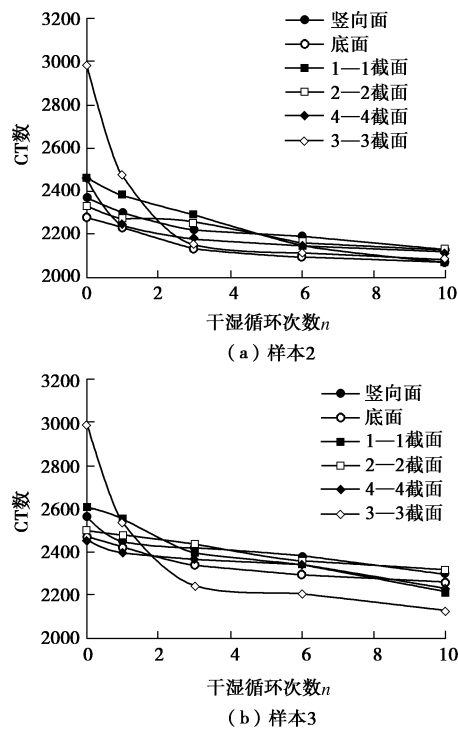 3200
3000
2800
2600
2400
2200
2000
CT数
0 2 4 6 8 10
竖向面
底面
1—1截面
2—2截面
4—4截面
3—3截面
干湿循环次数n
(a)样本2
3200
3000
2800
2600
2400
2200
2000
CT数
0 2 4 6 8 10
竖向面
底面
1—1截面
2—2截面
4—4截面
3—3截面
干湿循环次数n
(b)样本3